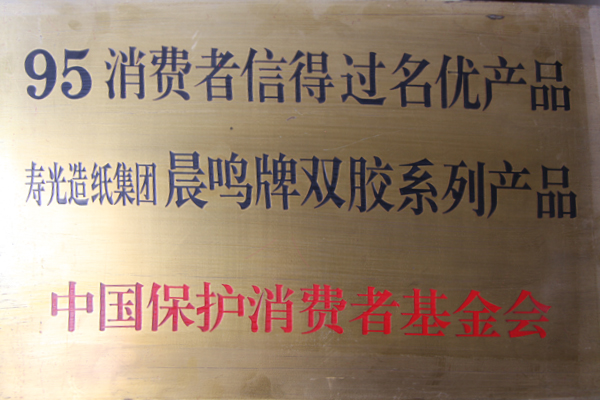 95消费者信得过名优产品
寿光造纸集团 晨鸣牌双胶系列产品
中国保护消费者基金会